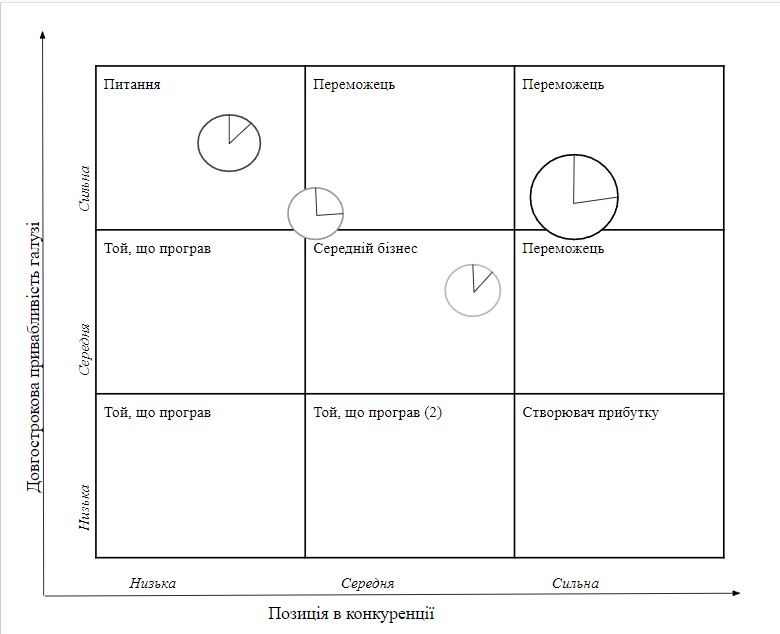 Питання
Переможець
Переможець
Той, що програв
Середній бізнес
Переможець
Той, що програв
Той, що програв (2)
Створювач прибутку
Довгострокова привабливість галузі
Сильна
Середня
Низька
Низька
Середня
Сильна
Позиція в конкуренції